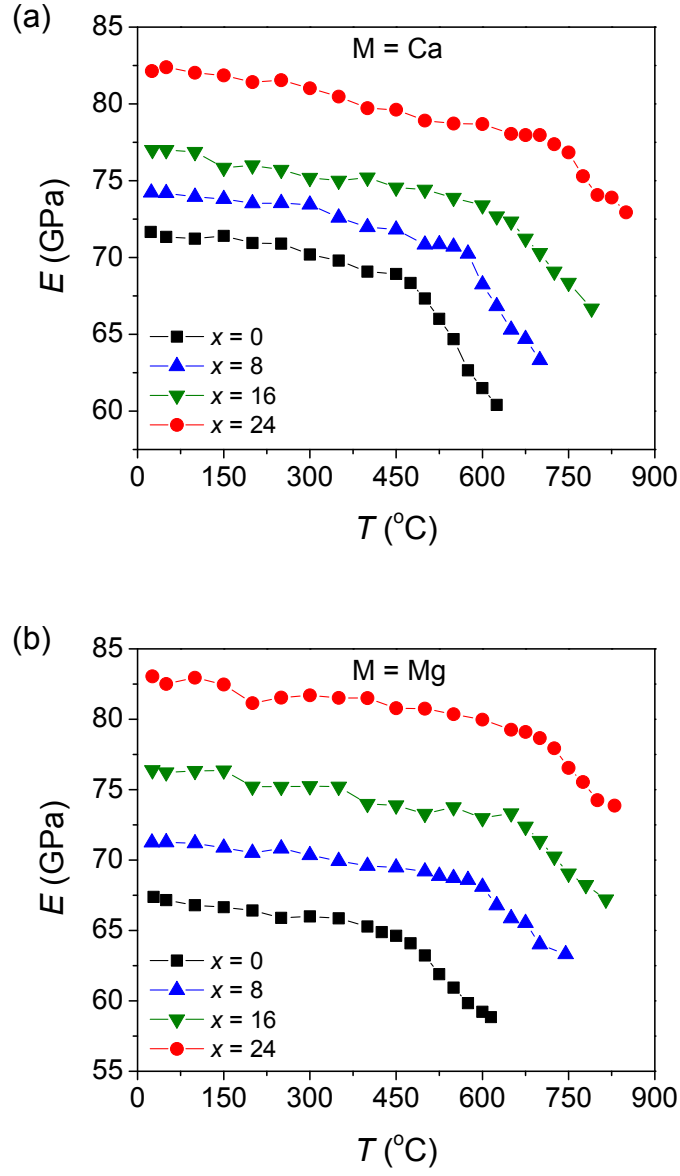 (a)
M = Ca
85
80
75
70
65
60
E (GPa)
x = 0
x = 8
x = 16
x = 24
0 150 300 450 600 750 900
T (°C)
(b)
M = Mg
85
80
75
70
65
60
55
E (GPa)
x = 0
x = 8
x = 16
x = 24
0 150 300 450 600 750 900
T (°C)